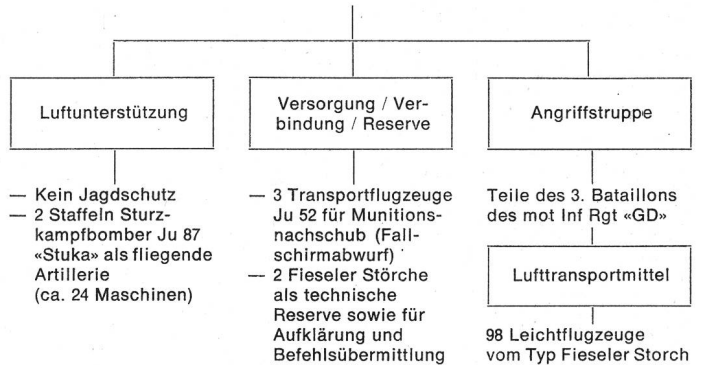 Luftunterstützung
— Kein Jagdschutz
— 2 Staffeln Sturz-
kampfbomber Ju 87
«Stuka» als fliegende
Artillerie
(ca. 24 Maschinen)
Versorgung / Ver-
bindung / Reserve
— 3 Transportflugzeuge
Ju 52 für Munitions-
nachschub (Fall-
schirmabwurf)
— 2 Fieseler Störche
als technische
Reserve sowie für
Aufklärung und
Befehlsübermittlung
Angriffstruppe
Teile des 3. Bataillons
des mot Inf Rgt «GD»
Lufttransportmittel
98 Leichtflugzeuge
vom Typ Fieseler Storch